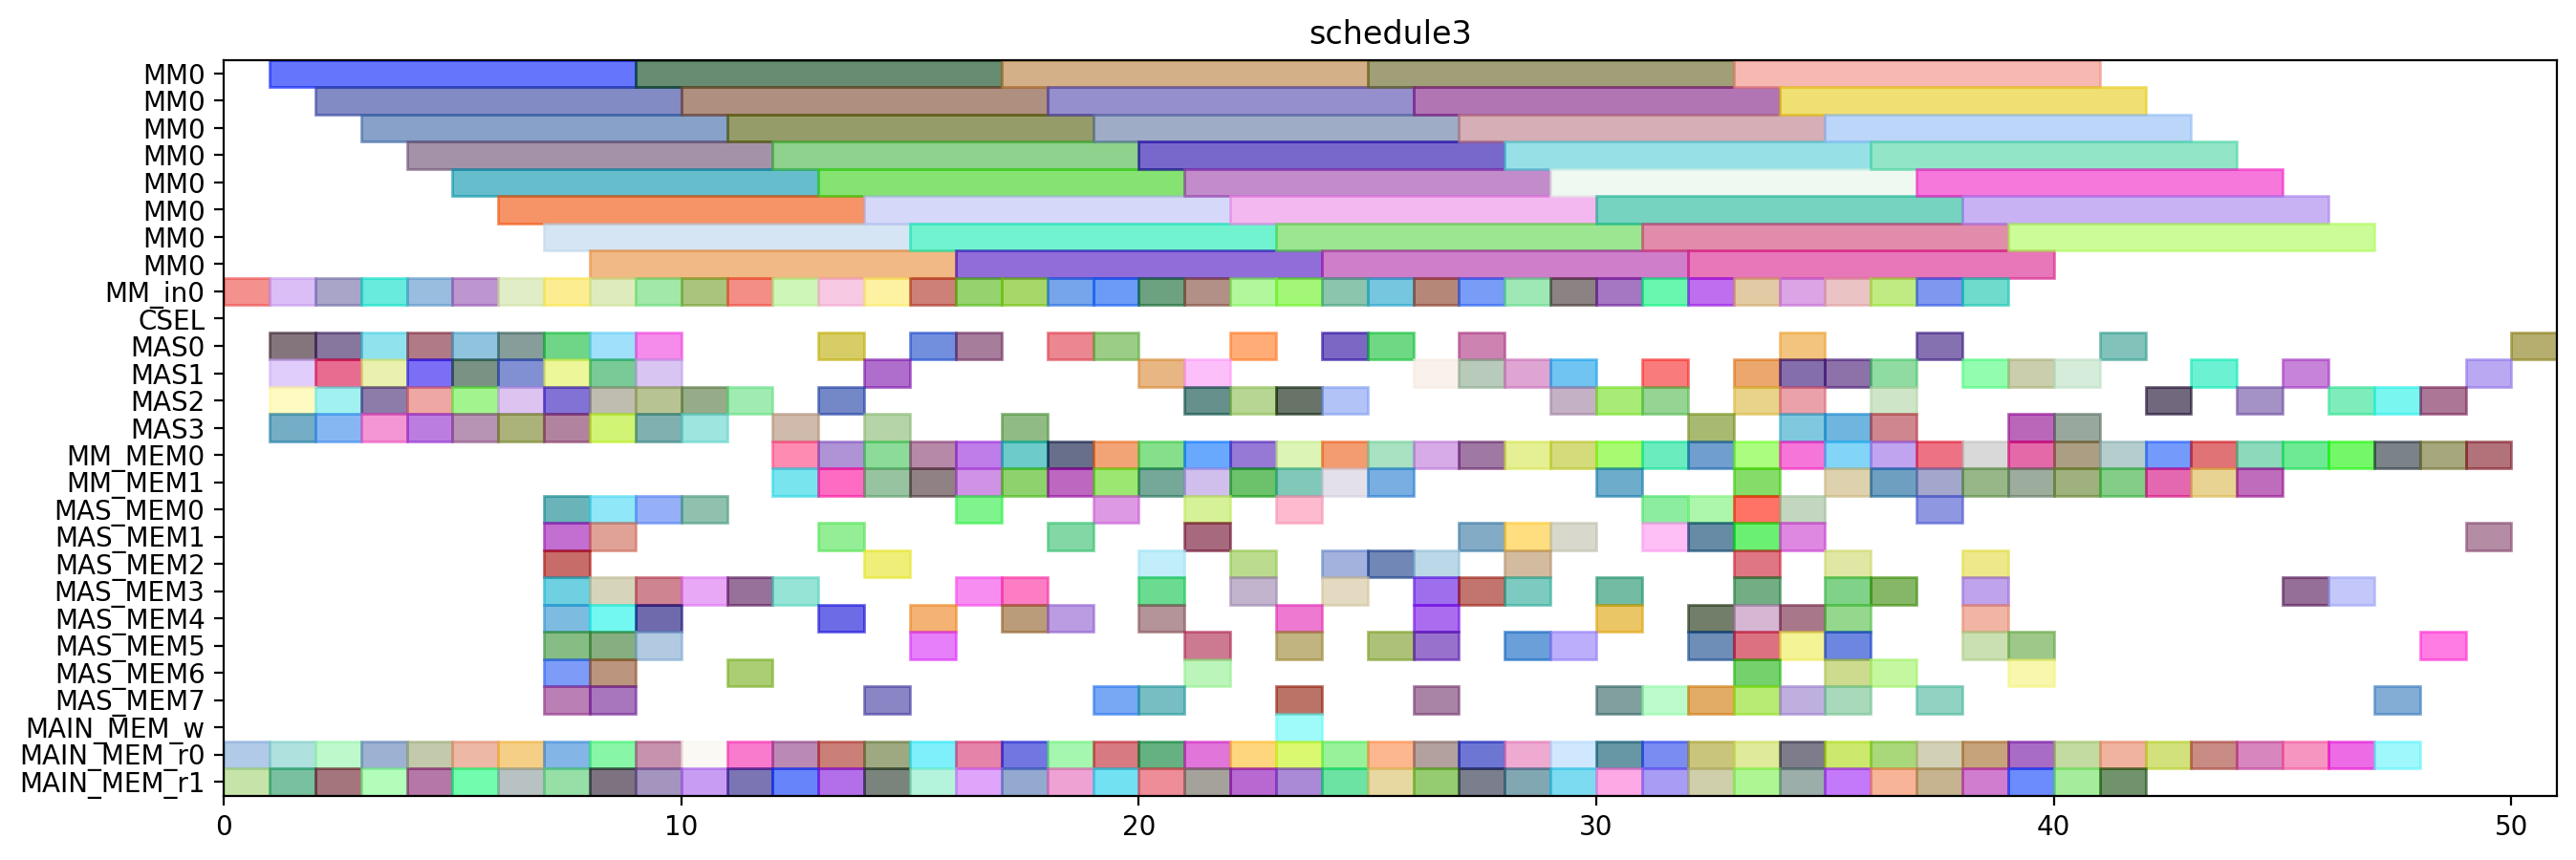 schedule3
MM0
MM0
MM0
MM0
MM0
MM0
MM0
MM0
MM_in0
CSEL
MAS0
MAS1
MAS2
MAS3
MM_MEM0
MM_MEM1
MAS_MEM0
MAS_MEM1
MAS_MEM2
MAS_MEM3
MAS_MEM4
MAS_MEM5
MAS_MEM6
MAS_MEM7
MAIN_MEM_w
MAIN_MEM_r0
MAIN_MEM_r1
0 10 20 30 40 50